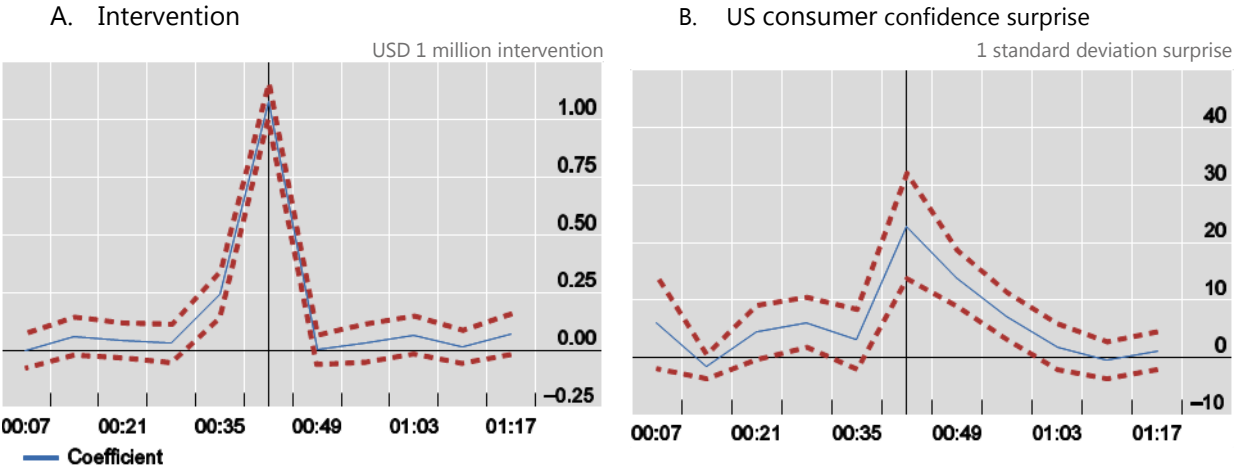 A. Intervention
USD 1 million intervention
1.00
0.75
0.50
0.25
0.00
–0.25
00:07 00:21 00:35 00:49 01:03 01:17
Coefficient
B. US consumer confidence surprise
1 standard deviation surprise
40
30
20
10
0
–10
00:07 00:21 00:35 00:49 01:03 01:17